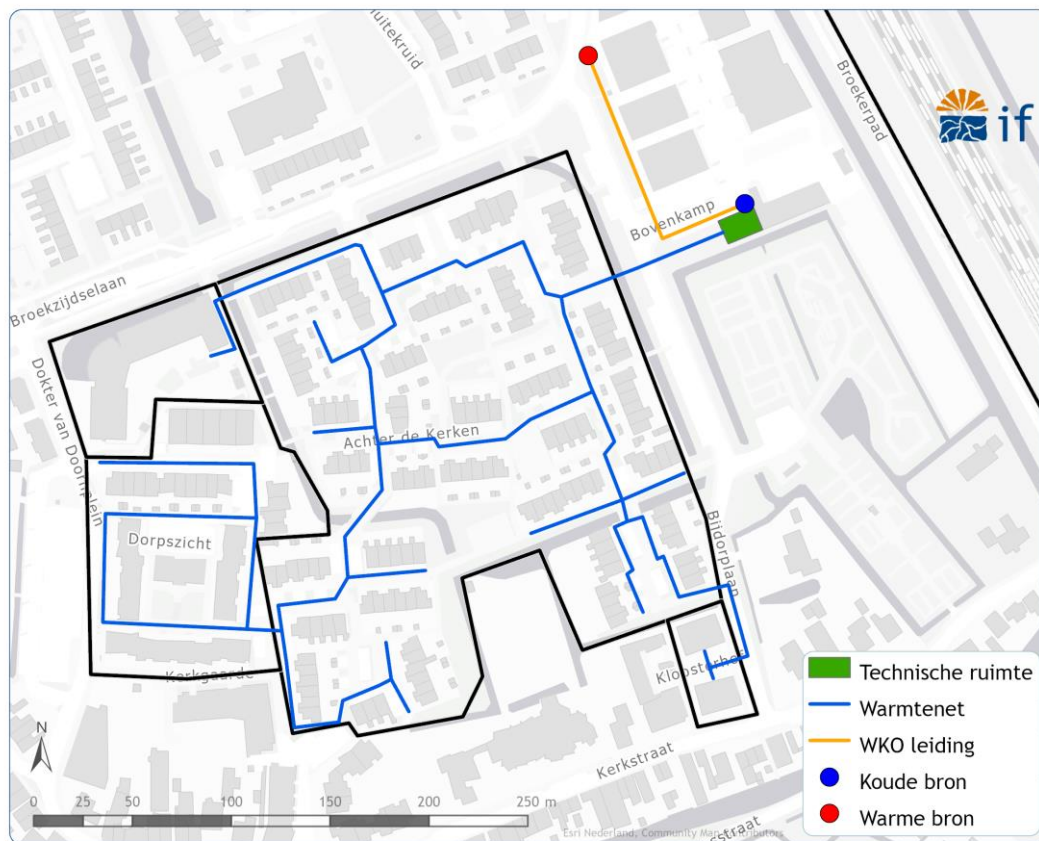 uitekruid
Broekerpad
if
Bovenkamp
Broekzijdselaan
Dokter van Doornplein
Achter de Kerken
Dorpszicht
Bijdorplaan
Kerkgaarde
Kloosterhof
Kerkstraat
Technische ruimte
Warmtenet
WKO leiding
Koude bron
Warme bron
N
0 25 50 100 150 200 250 m
Esri Nederland, Community Map Contributors
straat